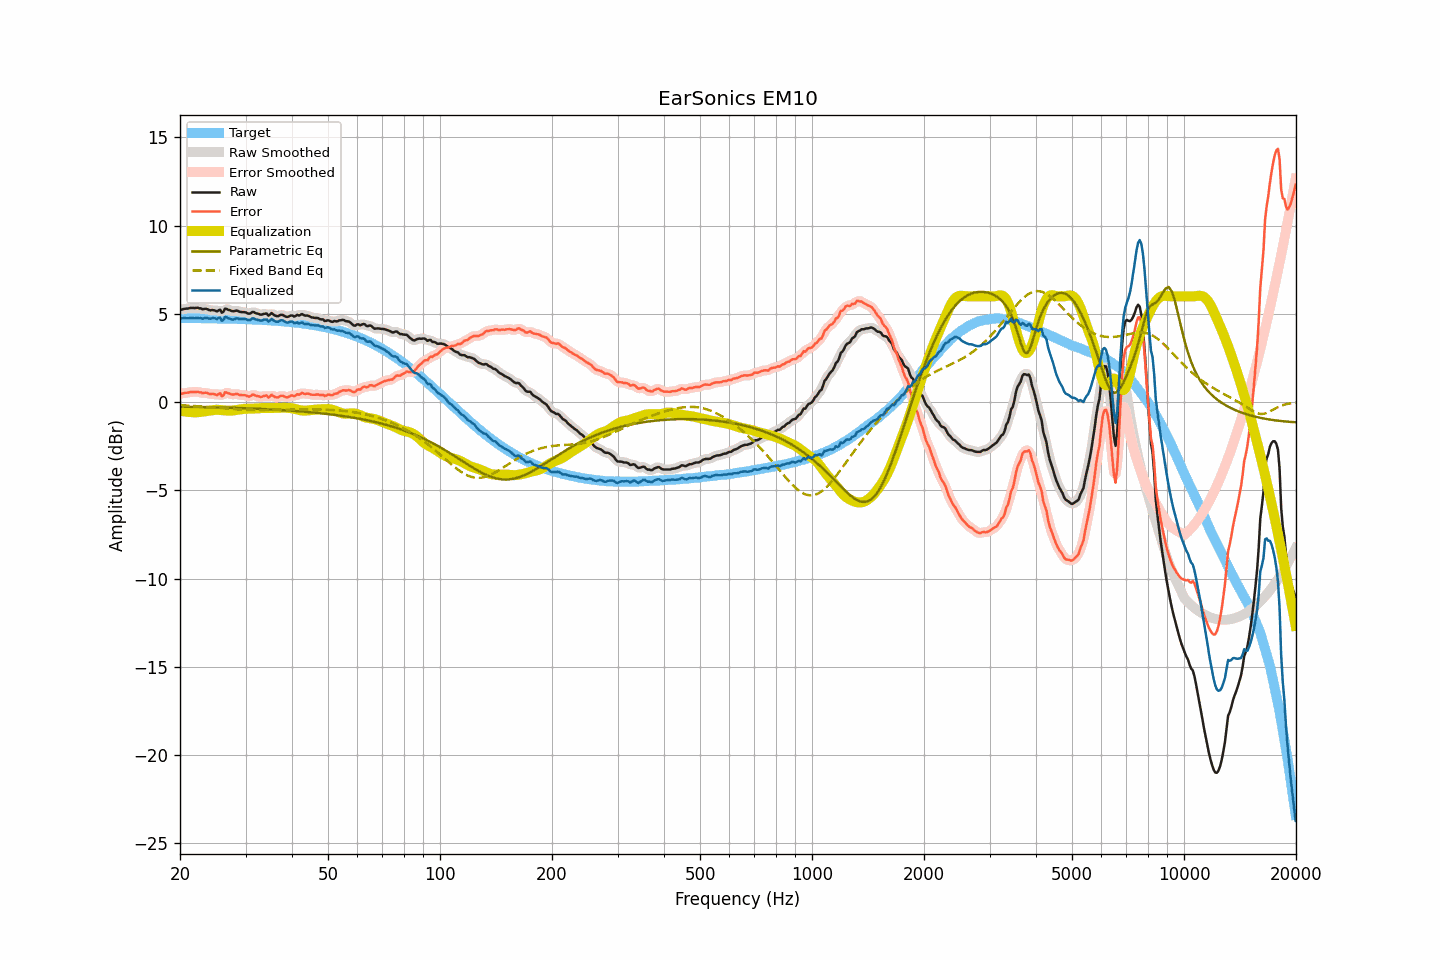 EarSonics EM10
Target
Raw Smoothed
Error Smoothed
Raw
Error
Equalization
Parametric Eq
Fixed Band Eq
Equalized
15
10
5
0
−5
−10
−15
−20
−25
Amplitude (dBr)
20
50
100
200
500
1000
2000
5000
10000
20000
Frequency (Hz)